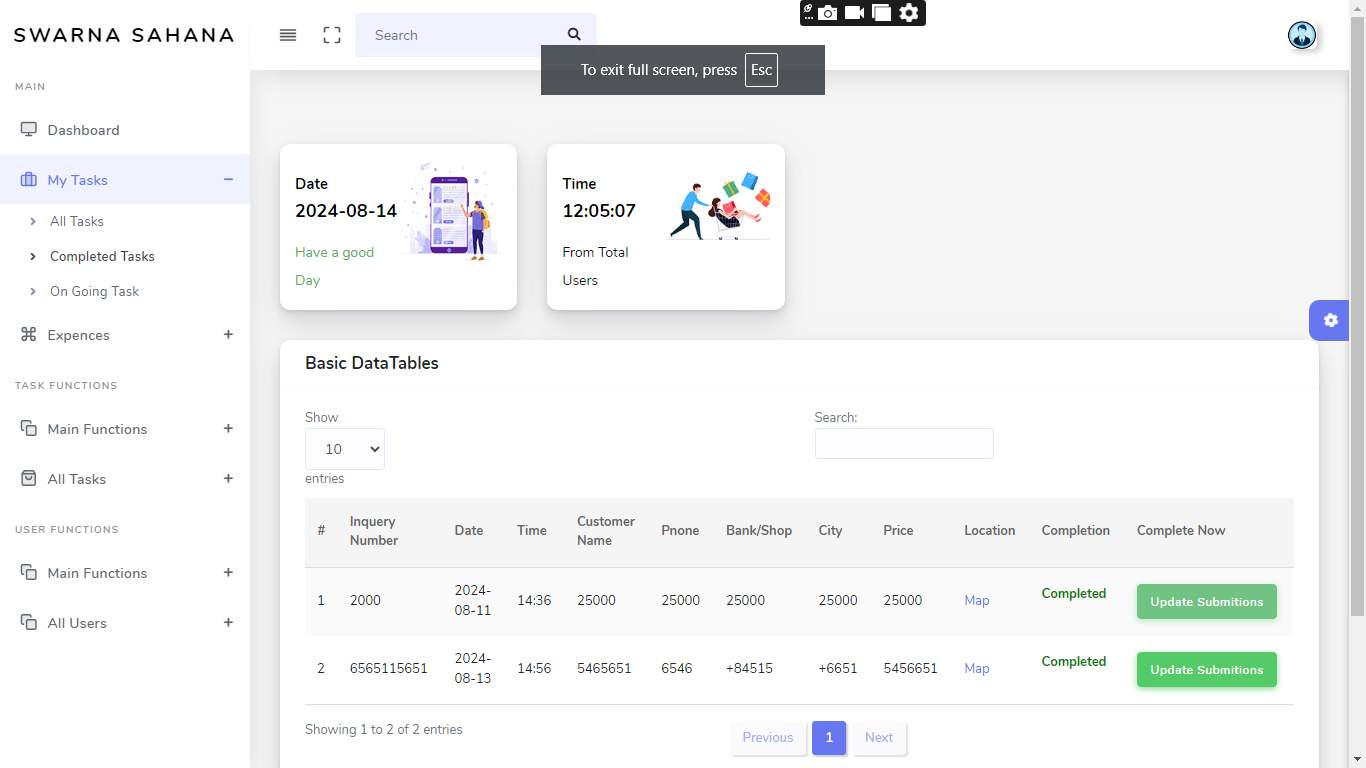 SWARNA SAHANA
Search
To exit full screen, press Esc
MAIN
Dashboard
My Tasks
All Tasks
Completed Tasks
On Going Task
Expences
TASK FUNCTIONS
Main Functions
All Tasks
USER FUNCTIONS
Main Functions
All Users
Date
2024-08-14
Have a good
Day
Time
12:05:07
From Total
Users
Basic DataTables
Show
10
entries
Search:
# Inquery Number Date Time Customer Name Pnone Bank/Shop City Price Location Completion Complete Now
1 2000 2024-08-11 14:36 25000 25000 25000 25000 25000 Map Completed Update Submitions
2 6565115651 2024-08-13 14:56 5465651 6546 +84515 +6651 5456651 Map Completed Update Submitions
Showing 1 to 2 of 2 entries
Previous 1 Next